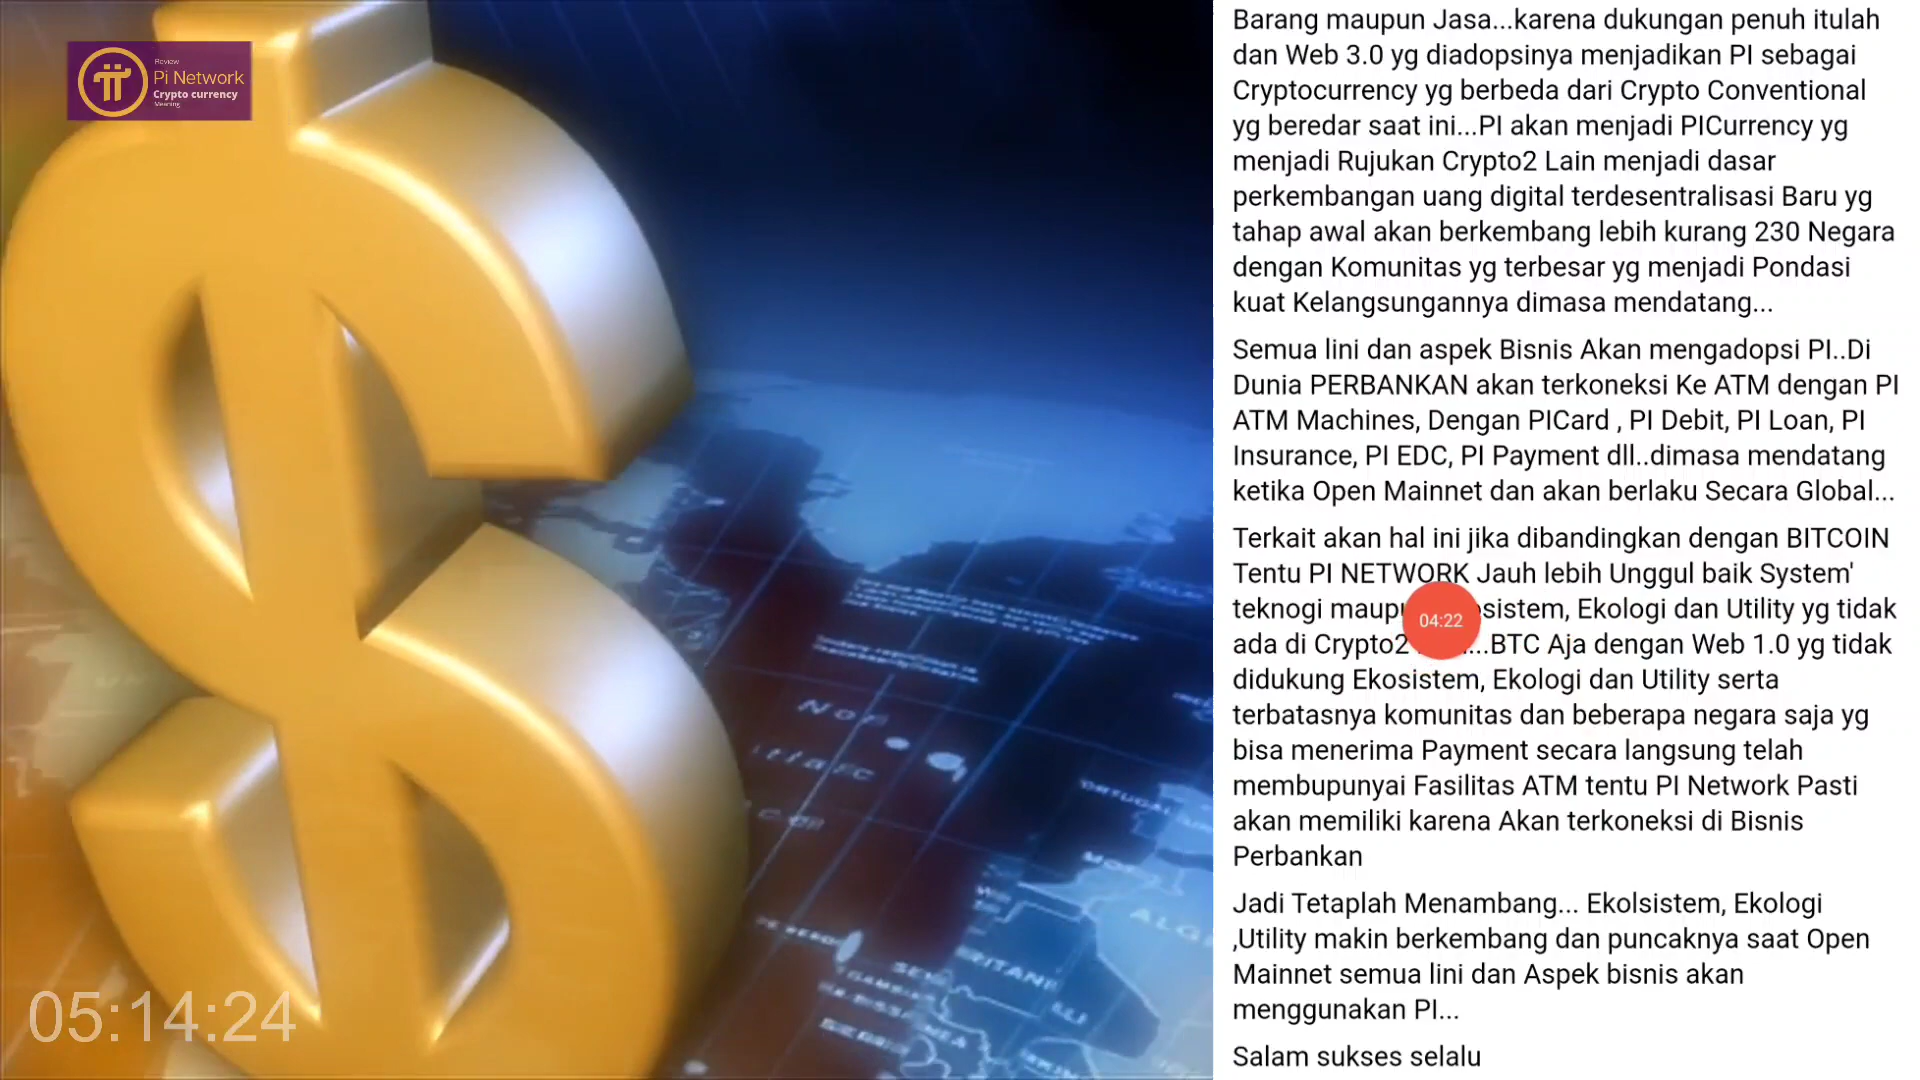 Review
Pi Network
Crypto currency
Meaning
Barang maupun Jasa...karena dukungan penuh itulah
dan Web 3.0 yg diadopsinya menjadikan PI sebagai
Cryptocurrency yg berbeda dari Crypto Conventional
yg beredar saat ini...PI akan menjadi PICurrency yg
menjadi Rujukan Crypto2 Lain menjadi dasar
perkembangan uang digital terdesentralisasi Baru yg
tahap awal akan berkembang lebih kurang 230 Negara
dengan Komunitas yg terbesar yg menjadi Pondasi
kuat Kelangsungannya dimasa mendatang...
Semua lini dan aspek Bisnis Akan mengadopsi PI..Di
Dunia PERBANKAN akan terkoneksi Ke ATM dengan PI
ATM Machines, Dengan PICard , PI Debit, PI Loan, PI
Insurance, PI EDC, PI Payment dll..dimasa mendatang
ketika Open Mainnet dan akan berlaku Secara Global...
Terkait akan hal ini jika dibandingkan dengan BITCOIN
Tentu PI NETWORK Jauh lebih Unggul baik System'
teknogi maupu sistem, Ekologi dan Utility yg tidak
04:22
ada di Crypto2 ...BTC Aja dengan Web 1.0 yg tidak
didukung Ekosistem, Ekologi dan Utility serta
terbatasnya komunitas dan beberapa negara saja yg
bisa menerima Payment secara langsung telah
membupunyai Fasilitas ATM tentu PI Network Pasti
akan memiliki karena Akan terkoneksi di Bisnis
Perbankan
Jadi Tetaplah Menambang... Ekolsistem, Ekologi
,Utility makin berkembang dan puncaknya saat Open
Mainnet semua lini dan Aspek bisnis akan
menggunakan PI...
Salam sukses selalu
05:14:24